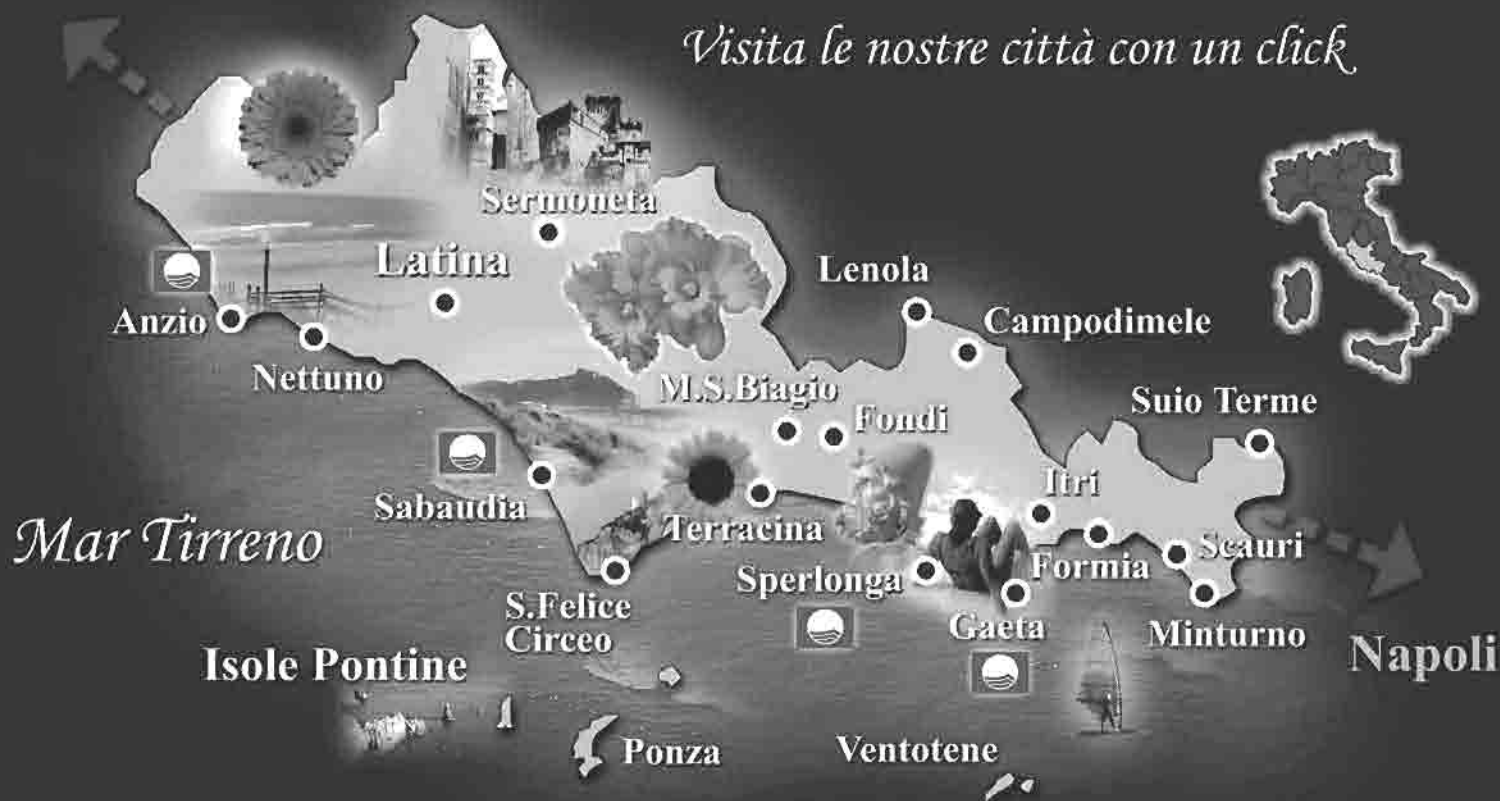 Visita le nostre città con un click
Sermoneta
Latina
Lenola
Anzio
Campodimele
Nettuno
M.S.Biagio
Suio Terme
Fondi
Itri
Sabaudia
Terracina
Mar Tirreno
Scauri
Formia
Sperlonga
S.Felice
Circeo
Gaeta
Minturno
Napoli
Isole Pontine
Ponza
Ventotene